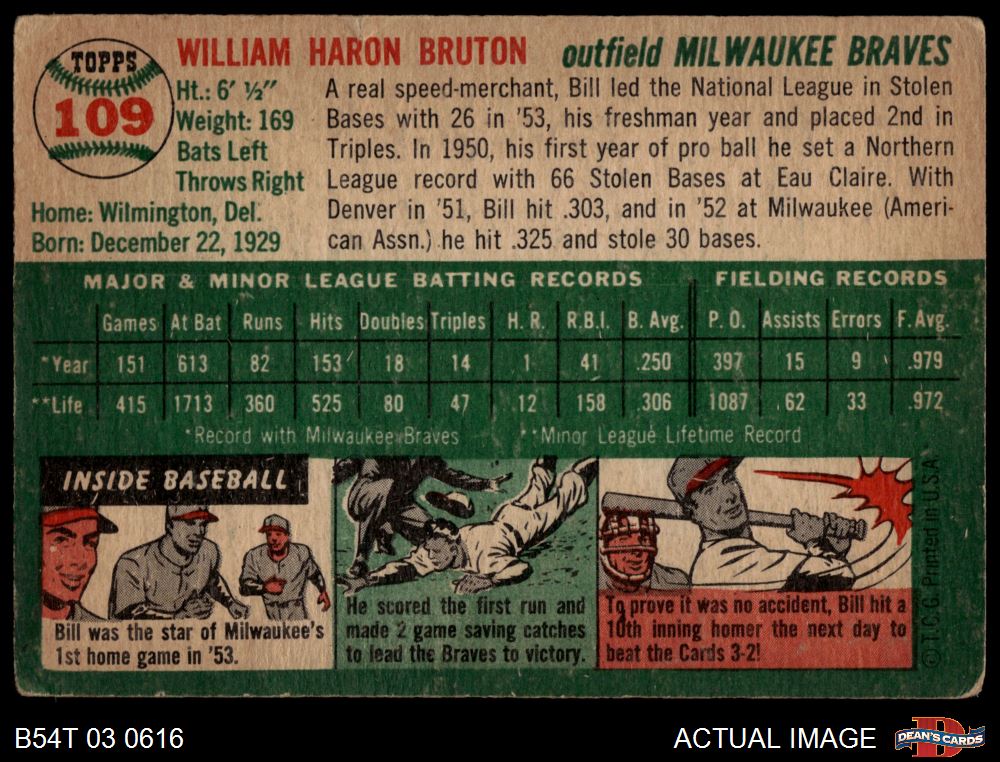 TOPPS
109
WILLIAM HARON BRUTON outfield MILWAUKEE BRAVES
Ht.: 6' ½"
Weight: 169
Bats Left
Throws Right
Home: Wilmington, Del.
Born: December 22, 1929
A real speed-merchant, Bill led the National League in Stolen
Bases with 26 in '53, his freshman year and placed 2nd in
Triples. In 1950, his first year of pro ball he set a Northern
League record with 66 Stolen Bases at Eau Claire. With
Denver in '51, Bill hit .303, and in '52 at Milwaukee (Ameri-
can Assn.) he hit .325 and stole 30 bases.
MAJOR & MINOR LEAGUE BATTING RECORDS FIELDING RECORDS
Games At Bat Runs Hits Doubles Triples H. R. R.B.I. B. Avg. P. O. Assists Errors F. Avg.
*Year 151 613 82 153 18 14 1 41 .250 397 15 9 .979
**Life 415 1713 360 525 80 47 12 158 .306 1087 62 33 .972
*Record with Milwaukee Braves **Minor League Lifetime Record
INSIDE BASEBALL
Bill was the star of Milwaukee's
1st home game in '53.
He scored the first run and
made 2 game saving catches
to lead the Braves to victory.
To prove it was no accident, Bill hit a
10th inning homer the next day to
beat the Cards 3-2!
© T.C.G. Printed in U.S.A.
B54T 03 0616
ACTUAL IMAGE
D
DEAN'S CARDS